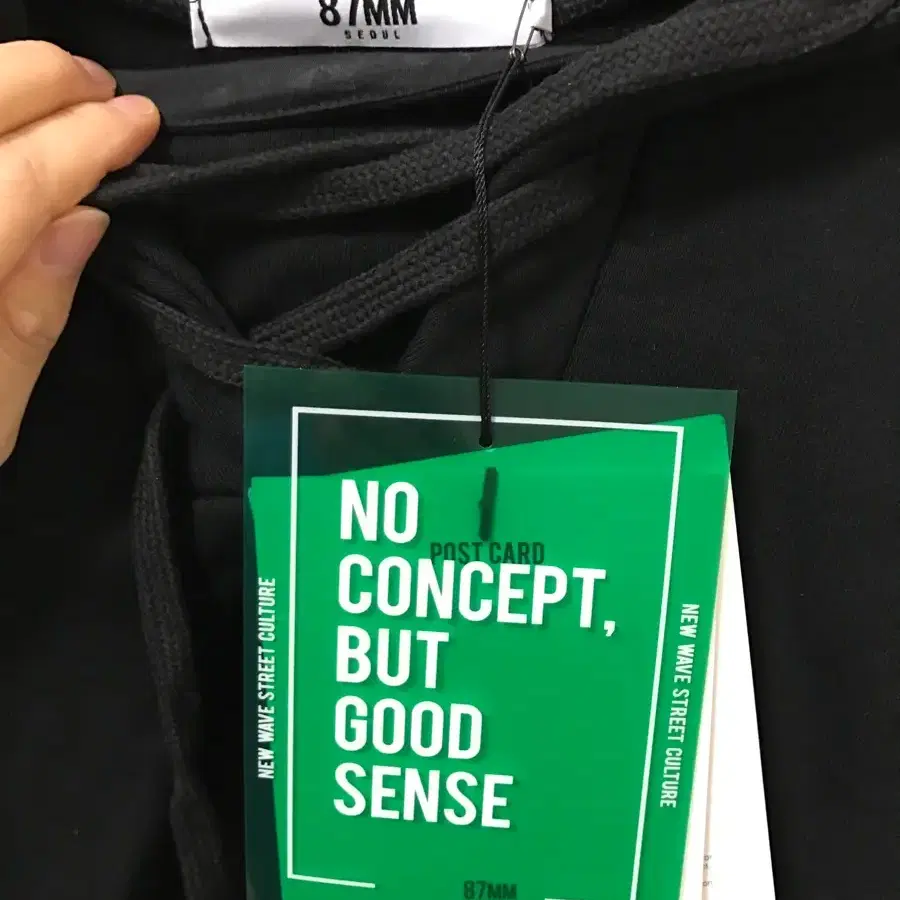 87MM
SEOUL
NO
POST CARD
CONCEPT,
BUT
GOOD
SENSE
NEW WAVE STREET CULTURE
NEW WAVE STREET CULTURE
87MM